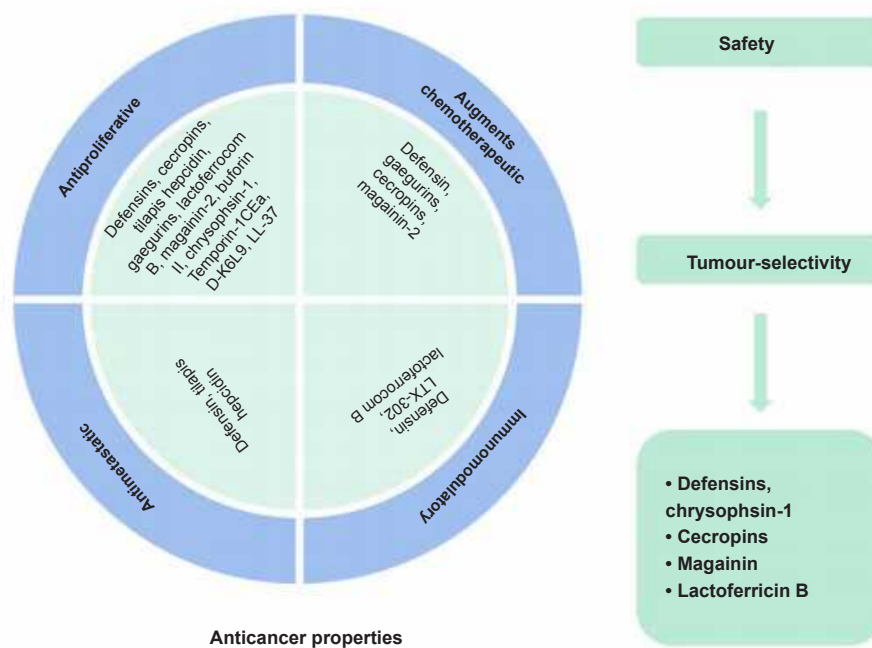 Antiproliferative
Defensins, cecropins,
tilapis hepcidin,
gaegurins, lactoferrocom
B, magainin-2, buforin
II, chrysophsin-1,
Temporin-1CEa,
D-K6L9, LL-37
Augments
chemotherapeutic
Defensin,
gaegurins,
cecropins,
magainin-2
Antimetastatic
Defensin, tilapis
hepcidin
Immunomodulatory
Defensin,
LTX-302,
lactoferrocom B
Anticancer properties
Safety
Tumour-selectivity
• Defensins,
chrysophsin-1
• Cecropins
• Magainin
• Lactoferricin B